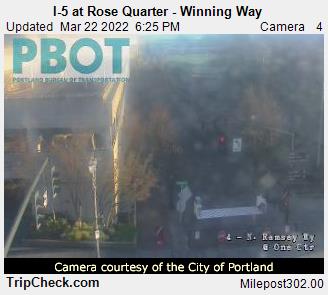 I-5 at Rose Quarter - Winning Way
Updated Mar 22 2022 6:25 PM Camera 4
PBOT
PORTLAND BUREAU OF TRANSPORTATION
4 - N. Ramsay Wy
@ One Ctr
Camera courtesy of the City of Portland
TripCheck.com Milepost302.00